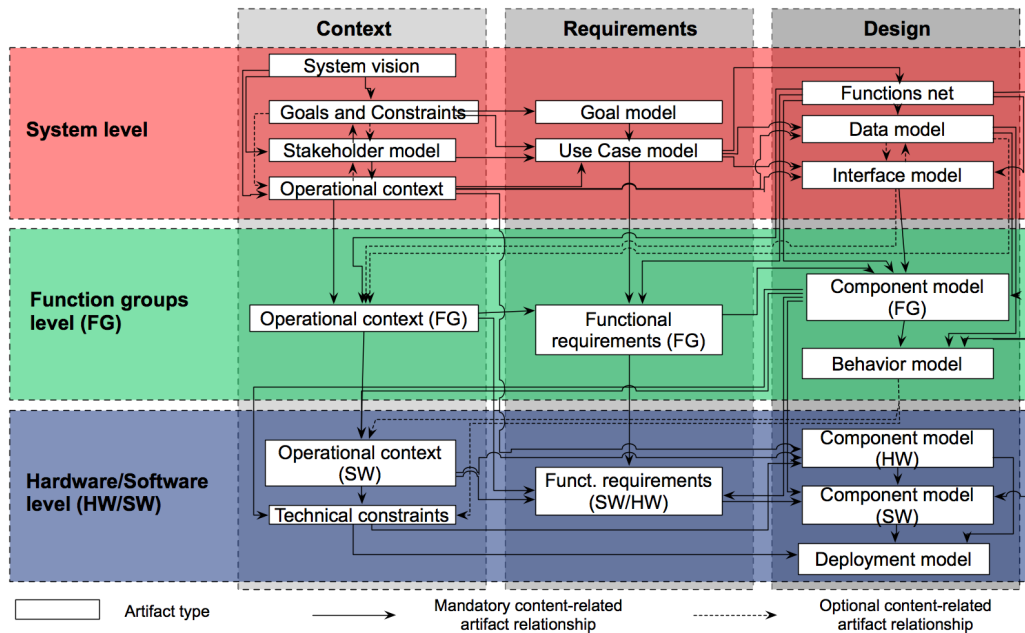 Context
Requirements
Design
System level
System vision
Goals and Constraints
Stakeholder model
Operational context
Goal model
Use Case model
Functions net
Data model
Interface model
Function groups
level (FG)
Operational context (FG)
Functional
requirements (FG)
Component model
(FG)
Behavior model
Hardware/Software
level (HW/SW)
Operational context
(SW)
Technical constraints
Funct. requirements
(SW/HW)
Component model
(HW)
Component model
(SW)
Deployment model
Artifact type
Mandatory content-related
artifact relationship
Optional content-related
artifact relationship